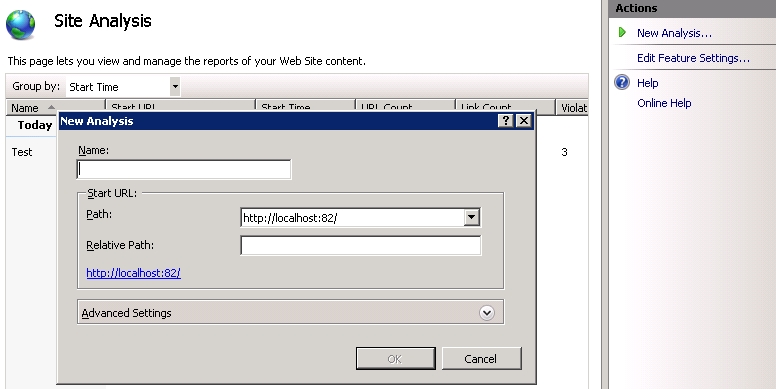 Site Analysis
This page lets you view and manage the reports of your Web Site content.
Group by: Start Time
Name Start URL Start Time URL Count Link Count Violat
Today
Test 3
New Analysis
Name:
Start URL:
Path: http://localhost:82/
Relative Path:
http://localhost:82/
Advanced Settings
OK Cancel
Actions
New Analysis...
Edit Feature Settings...
Help
Online Help